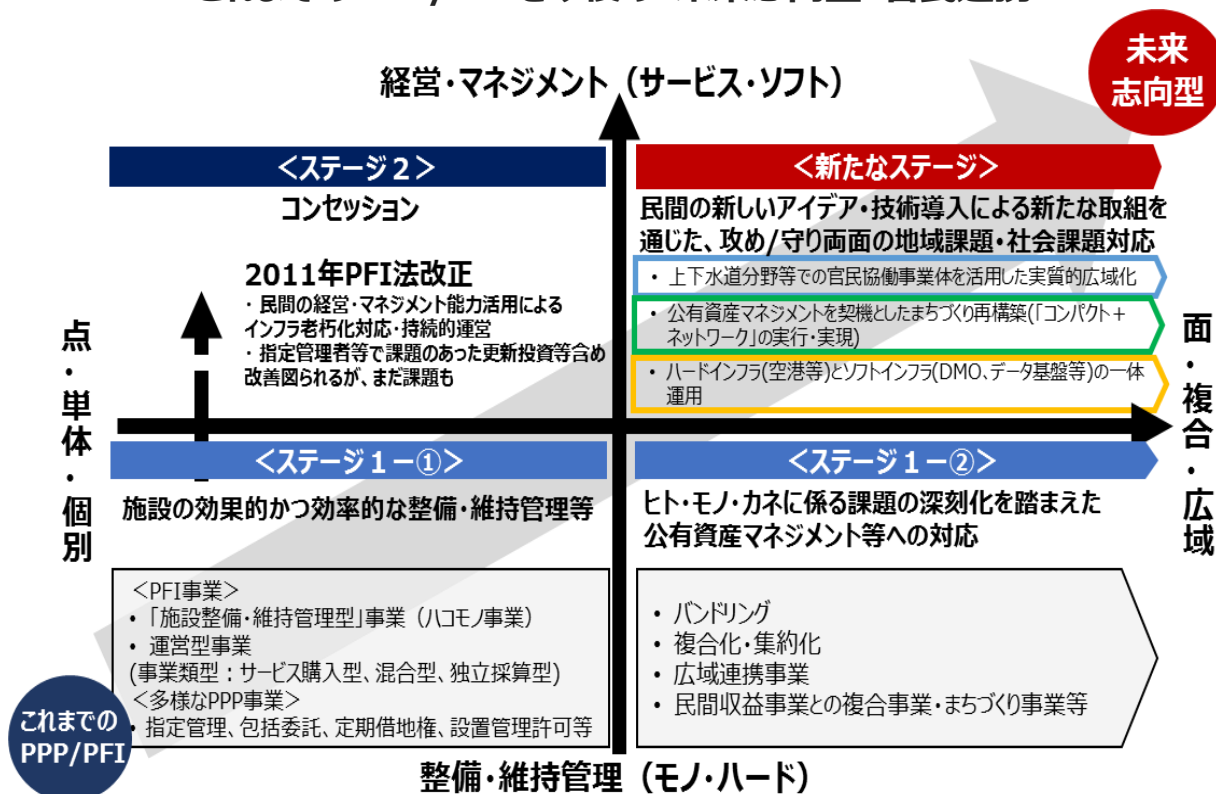 未来
志向型
経営・マネジメント（サービス・ソフト）
＜ステージ２＞
コンセッション
2011年PFI法改正
・民間の経営・マネジメント能力活用による
インフラ老朽化対応・持続的運営
・指定管理者等で課題のあった更新投資等含め
改善図られるが、まだ課題も
＜新たなステージ＞
民間の新しいアイデア・技術導入による新たな取組を
通じた、攻め/守り両面の地域課題・社会課題対応
• 上下水道分野等での官民協働事業体を活用した実質的広域化
• 公有資産マネジメントを契機としたまちづくり再構築(「コンパクト＋
ネットワーク」の実行・実現)
• ハードインフラ(空港等)とソフトインフラ(DMO、データ基盤等)の一体
運用
点・単体・個別
面・複合・広域
＜ステージ１－①＞
施設の効果的かつ効率的な整備・維持管理等
＜PFI事業＞
• 「施設整備・維持管理型」事業（ハコモノ事業）
• 運営型事業
(事業類型：サービス購入型、混合型、独立採算型)
＜多様なPPP事業＞
• 指定管理、包括委託、定期借地権、設置管理許可等
＜ステージ１－②＞
ヒト・モノ・カネに係る課題の深刻化を踏まえた
公有資産マネジメント等への対応
• バンドリング
• 複合化・集約化
• 広域連携事業
• 民間収益事業との複合事業・まちづくり事業等
これまでの
PPP/PFI
整備・維持管理（モノ・ハード）